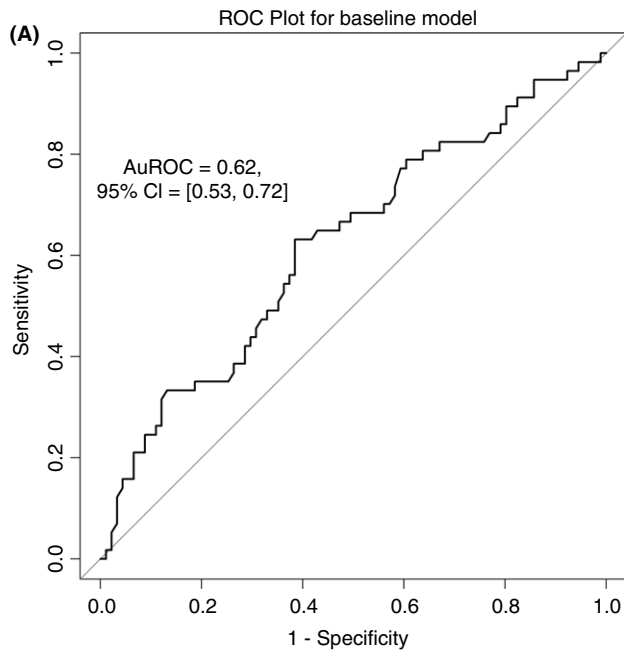 (A)
ROC Plot for baseline model
AuROC = 0.62,
95% CI = [0.53, 0.72]
Sensitivity
1.0
0.8
0.6
0.4
0.2
0.0
0.0 0.2 0.4 0.6 0.8 1.0
1 - Specificity